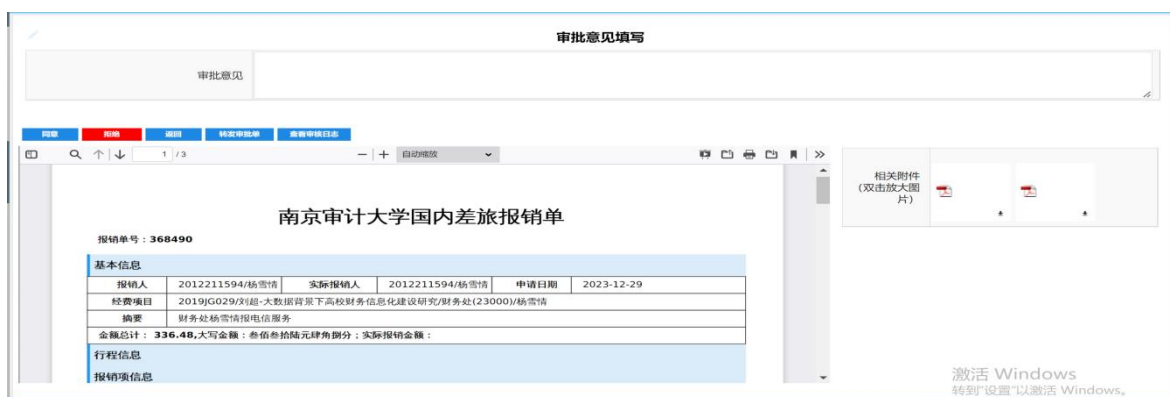 审批意见填写
审批意见
同意 拒绝 返回 转发审批单 查看审核日志
1 / 3 自动缩放
相关附件
(双击放大图
片)
南京审计大学国内差旅报销单
报销单号：368490
基本信息
报销人 2012211594/杨雪情 实际报销人 2012211594/杨雪情 申请日期 2023-12-29
经费项目 2019JG029/刘超-大数据背景下高校财务信息化建设研究/财务处(23000)/杨雪情
摘要 财务处杨雪情报电信服务
金额总计： 336.48,大写金额：叁佰叁拾陆元肆角捌分；实际报销金额：
行程信息
报销项信息
激活 Windows
转到"设置"以激活 Windows。